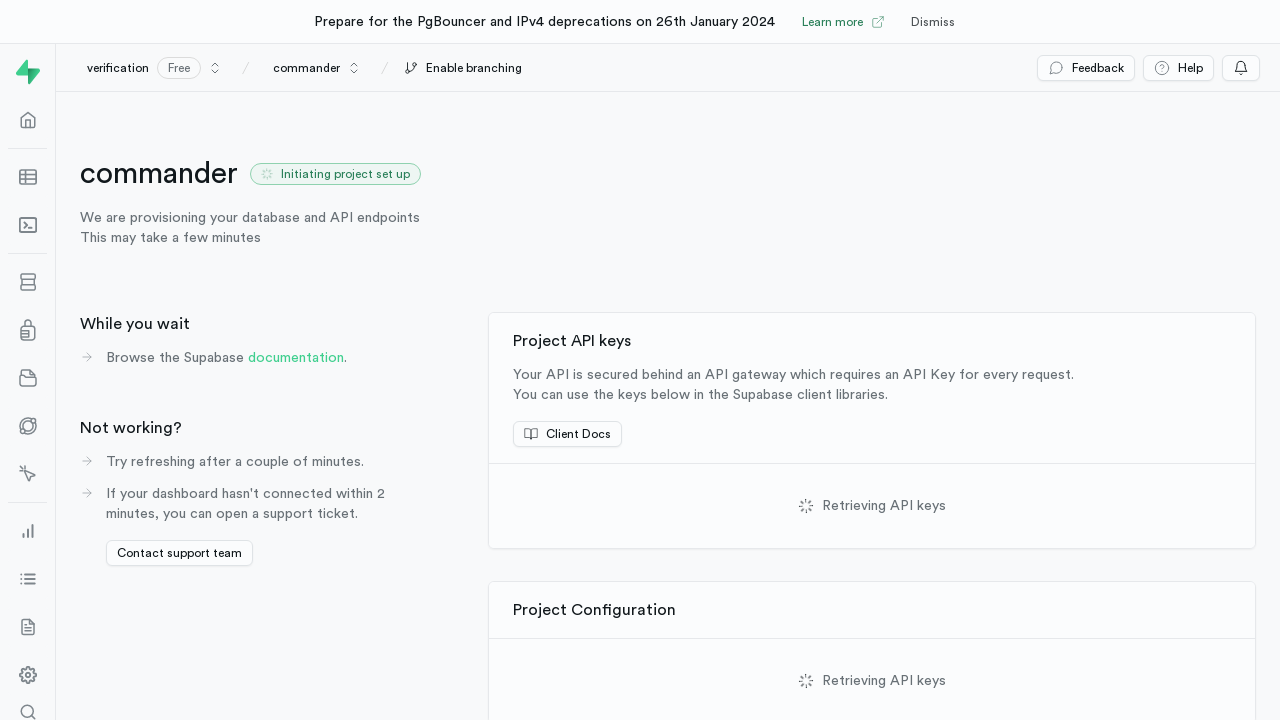 Prepare for the PgBouncer and IPv4 deprecations on 26th January 2024
Learn more
Dismiss
verification
Free
commander
Enable branching
Feedback
Help
commander
Initiating project set up
We are provisioning your database and API endpoints
This may take a few minutes
While you wait
Browse the Supabase documentation.
Not working?
Try refreshing after a couple of minutes.
If your dashboard hasn't connected within 2
minutes, you can open a support ticket.
Contact support team
Project API keys
Your API is secured behind an API gateway which requires an API Key for every request.
You can use the keys below in the Supabase client libraries.
Client Docs
Retrieving API keys
Project Configuration
Retrieving API keys